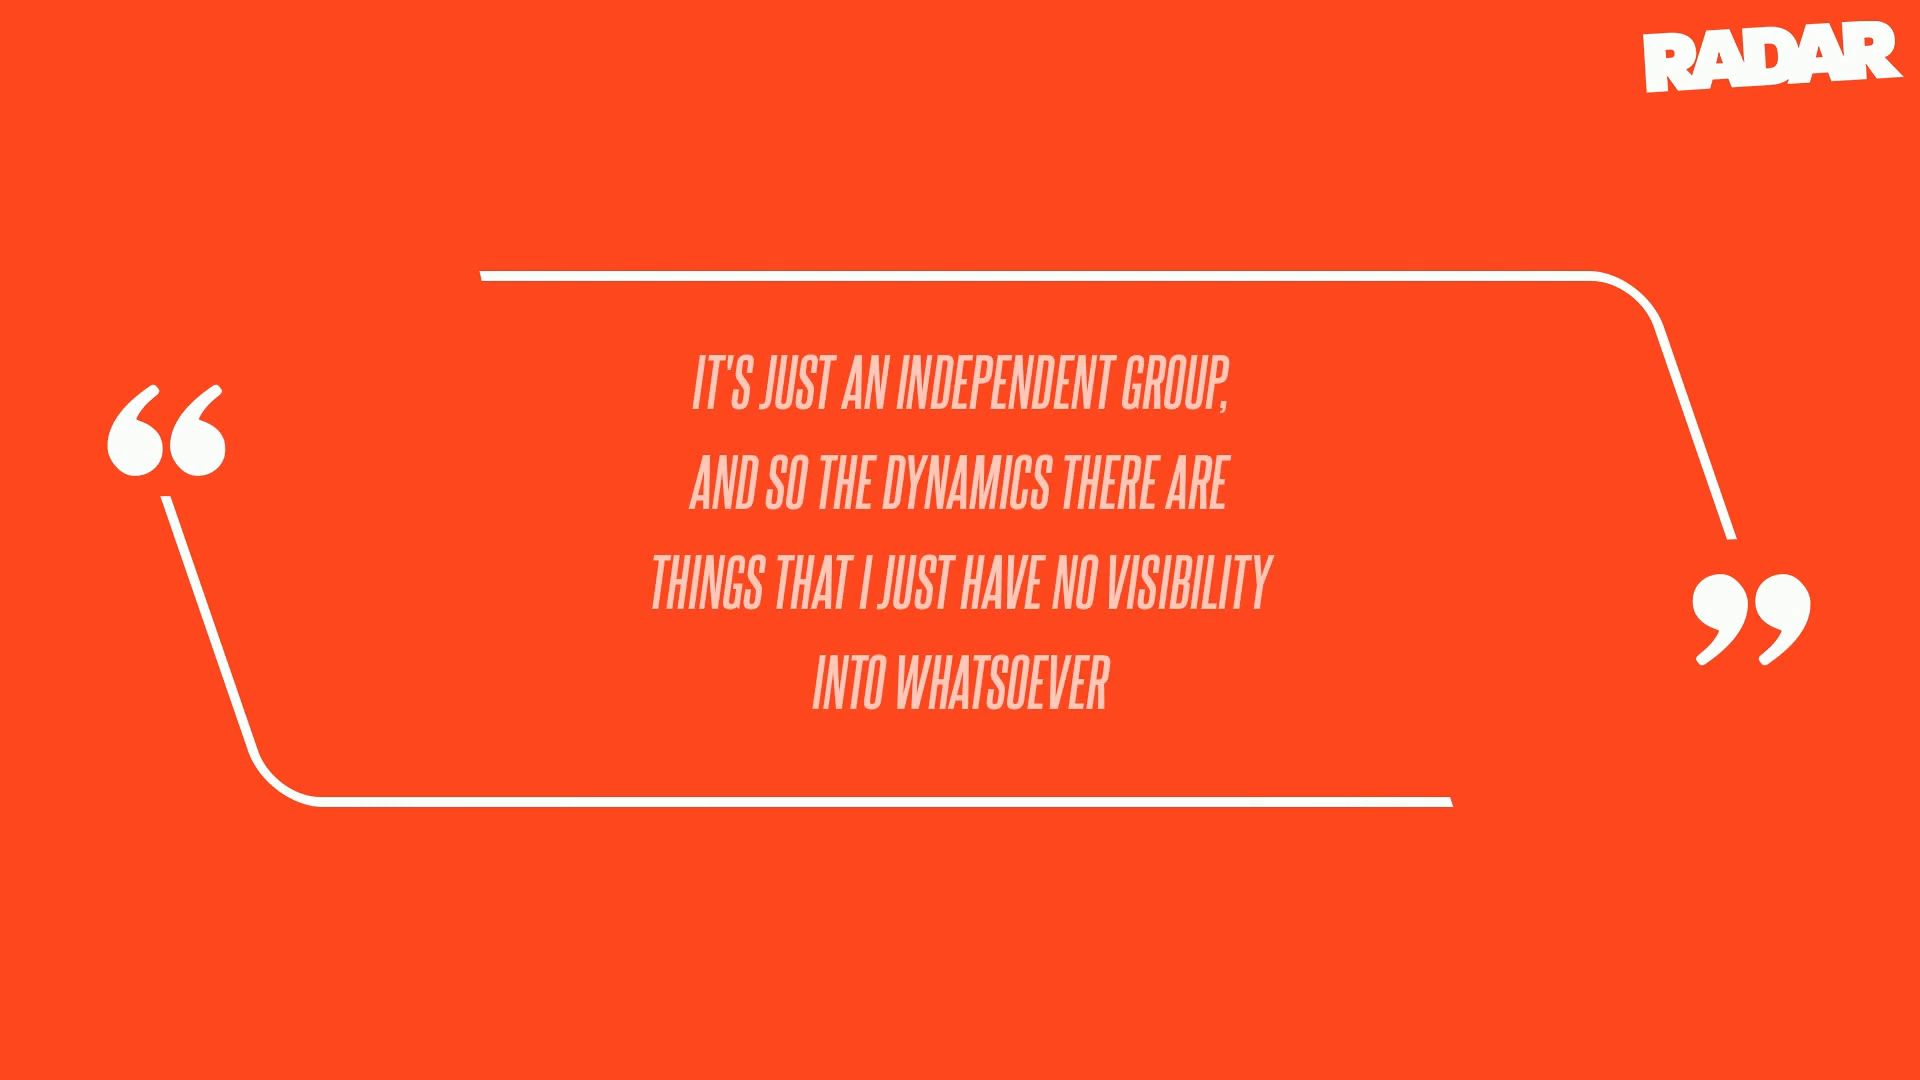 RADAR
“
IT'S JUST AN INDEPENDENT GROUP,
AND SO THE DYNAMICS THERE ARE
THINGS THAT I JUST HAVE NO VISIBILITY
INTO WHATSOEVER
”